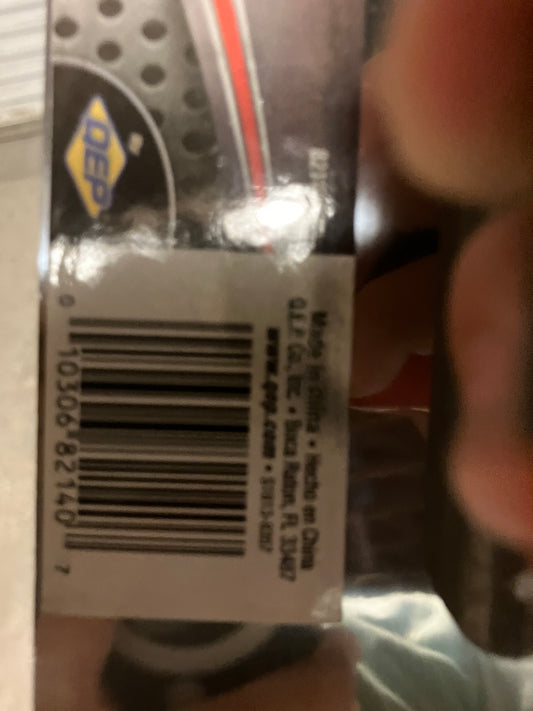 QEP
Made in China • Hecho en China
Q.E.P. Co., Inc. • Boca Raton, FL 33487
www.qep.com
0 10306 82140 7